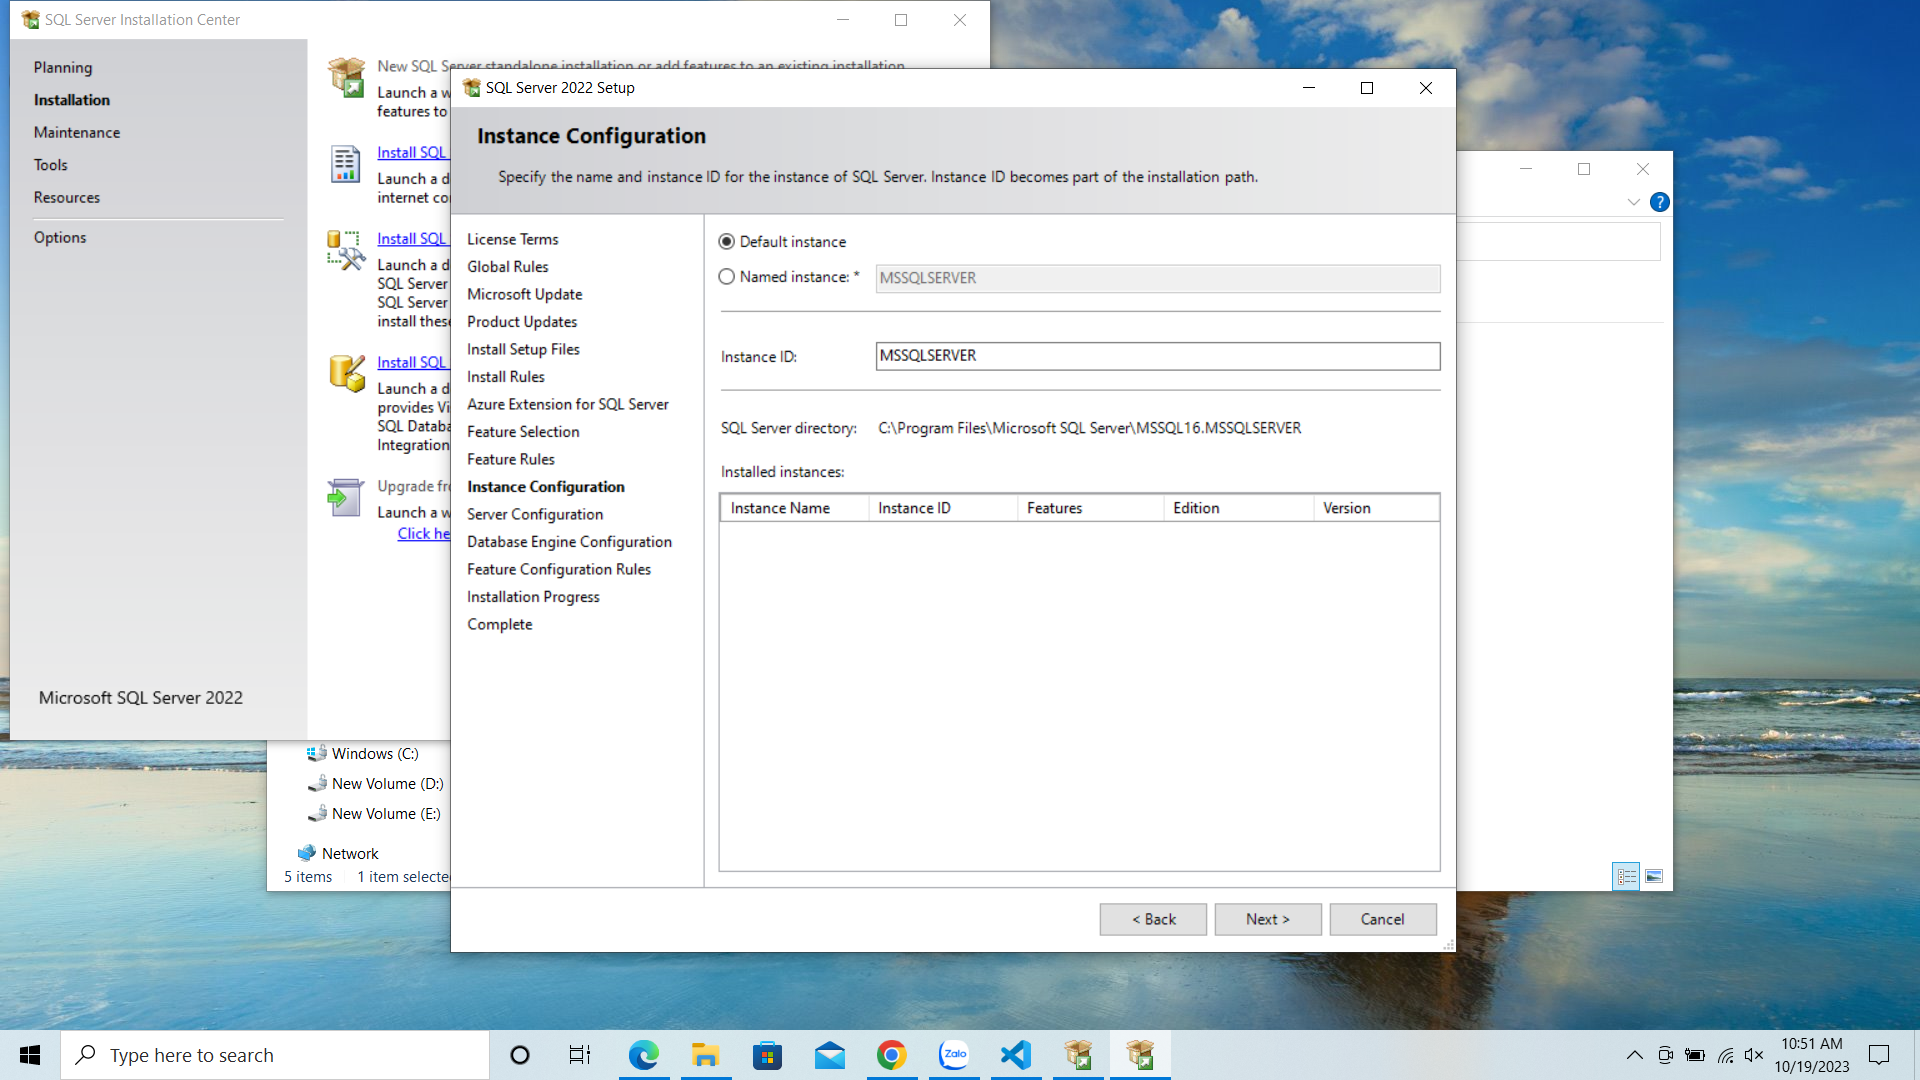 SQL Server Installation Center
Planning
Installation
Maintenance
Tools
Resources
Options
Microsoft SQL Server 2022
New SQL Server standalone installation or add features to an existing installation
Launch a w
features to
Install SQL
Launch a d
internet co
Install SQL
Launch a d
SQL Server
SQL Server
install these
Install SQL
Launch a d
provides Vi
SQL Databa
Integration
Upgrade fr
Launch a w
Click he
SQL Server 2022 Setup
Instance Configuration
Specify the name and instance ID for the instance of SQL Server. Instance ID becomes part of the installation path.
License Terms
Global Rules
Microsoft Update
Product Updates
Install Setup Files
Install Rules
Azure Extension for SQL Server
Feature Selection
Feature Rules
Instance Configuration
Server Configuration
Database Engine Configuration
Feature Configuration Rules
Installation Progress
Complete
Default instance
Named instance: * MSSQLSERVER
Instance ID: MSSQLSERVER
SQL Server directory: C:\Program Files\Microsoft SQL Server\MSSQL16.MSSQLSERVER
Installed instances:
Instance Name Instance ID Features Edition Version
< Back Next > Cancel
?
Windows (C:)
New Volume (D:)
New Volume (E:)
Network
5 items 1 item selecte
Type here to search
Zalo
10:51 AM
10/19/2023